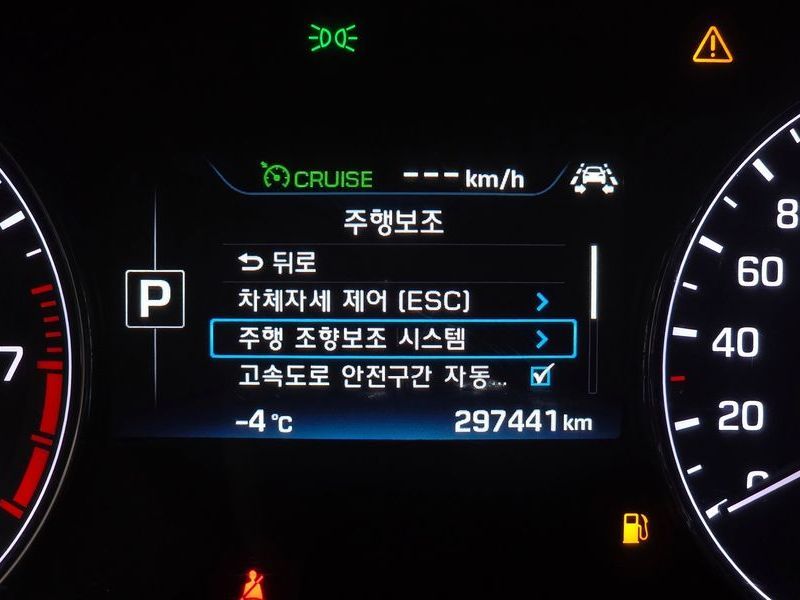 CRUISE --- km/h
주행보조
뒤로
차체자세 제어 (ESC)
주행 조향보조 시스템
고속도로 안전구간 자동...
-4 °C 297441 km
P
7
80
60
40
20
0